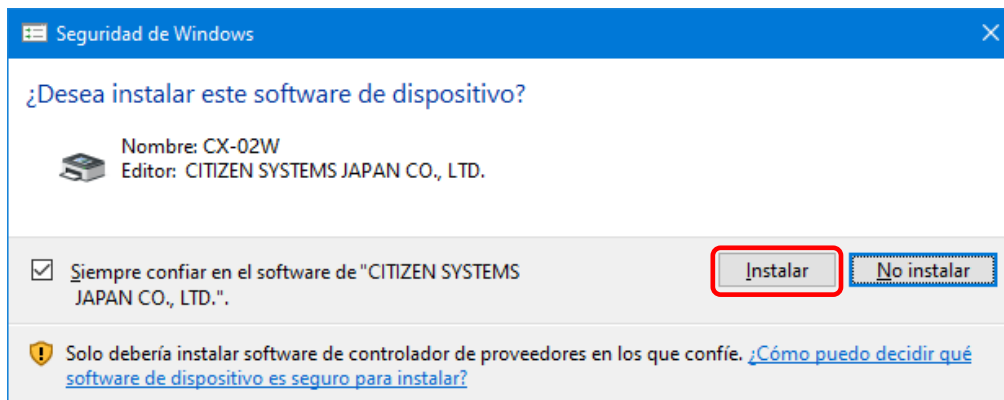 Seguridad de Windows
¿Desea instalar este software de dispositivo?
Nombre: CX-02W
Editor: CITIZEN SYSTEMS JAPAN CO., LTD.
Siempre confiar en el software de "CITIZEN SYSTEMS
JAPAN CO., LTD.".
Instalar
No instalar
Solo debería instalar software de controlador de proveedores en los que confíe. ¿Cómo puedo decidir qué
software de dispositivo es seguro para instalar?